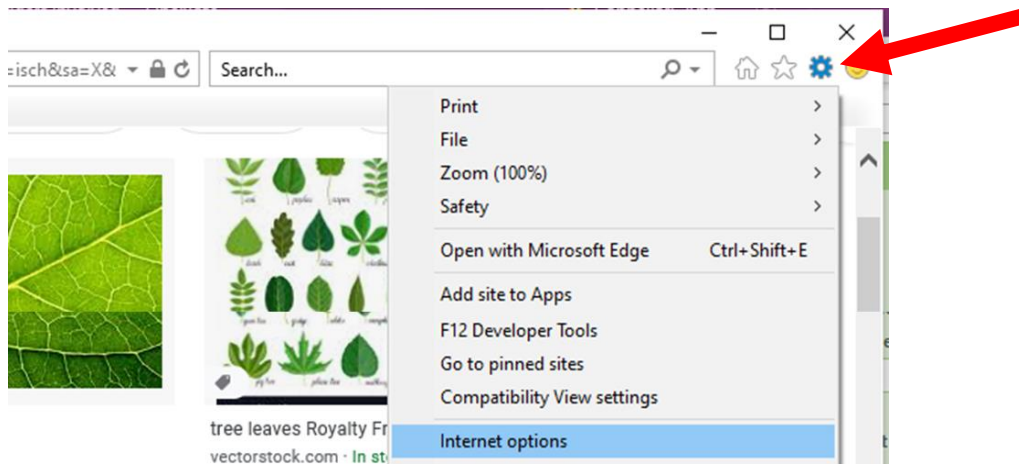 =isch&sa=X&
Search...
Print
File
Zoom (100%)
Safety
Open with Microsoft Edge Ctrl+Shift+E
Add site to Apps
F12 Developer Tools
Go to pinned sites
Compatibility View settings
Internet options
tree leaves Royalty Fr
vectorstock.com · In st